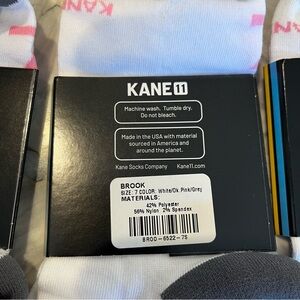 KAN
KANE 11
Machine wash. Tumble dry.
Do not bleach.
Made in the USA with material
sourced in America and
around the planet.
Kane Socks Company Kane11.com
BROOK
SIZE: 7 COLOR: White/Dk.Pink/Grey
MATERIALS:
42% Polyester
56% Nylon 2% Spandex
BROO-6522-7S